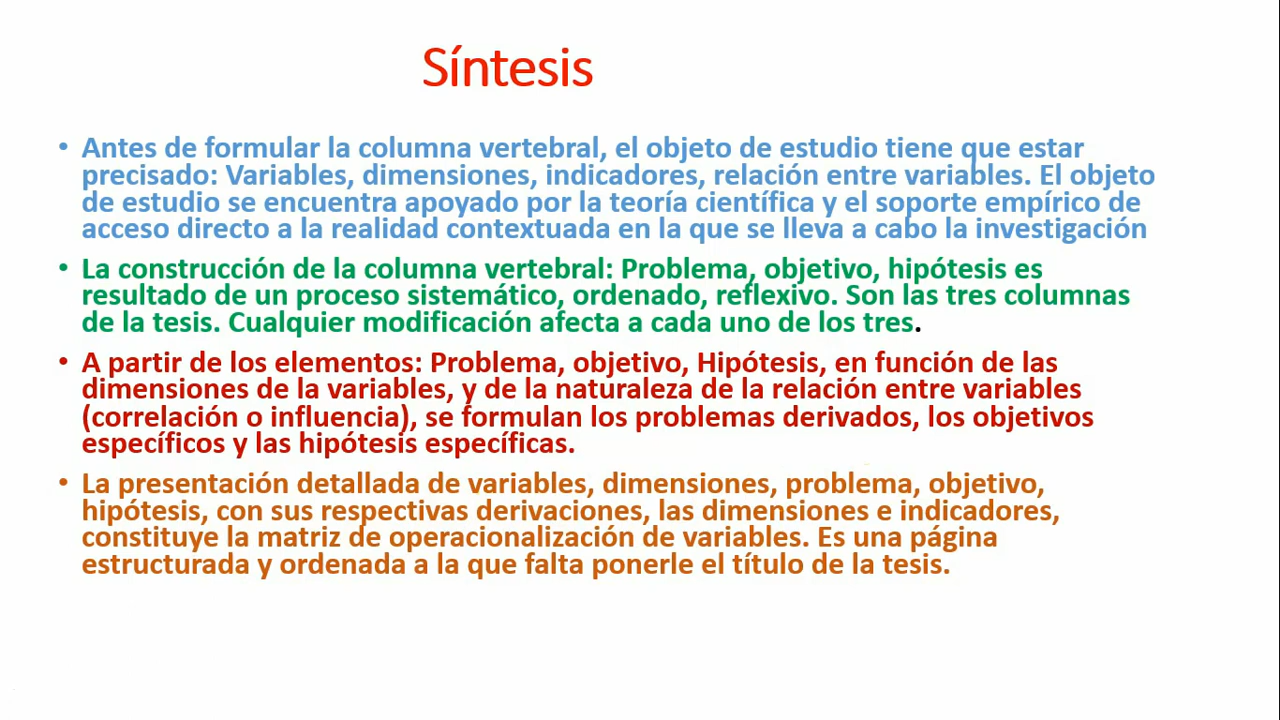 Síntesis
• Antes de formular la columna vertebral, el objeto de estudio tiene que estar
precisado: Variables, dimensiones, indicadores, relación entre variables. El objeto
de estudio se encuentra apoyado por la teoría científica y el soporte empírico de
acceso directo a la realidad contextuada en la que se lleva a cabo la investigación
• La construcción de la columna vertebral: Problema, objetivo, hipótesis es
resultado de un proceso sistemático, ordenado, reflexivo. Son las tres columnas
de la tesis. Cualquier modificación afecta a cada uno de los tres.
• A partir de los elementos: Problema, objetivo, Hipótesis, en función de las
dimensiones de la variables, y de la naturaleza de la relación entre variables
(correlación o influencia), se formulan los problemas derivados, los objetivos
específicos y las hipótesis específicas.
• La presentación detallada de variables, dimensiones, problema, objetivo,
hipótesis, con sus respectivas derivaciones, las dimensiones e indicadores,
constituye la matriz de operacionalización de variables. Es una página
estructurada y ordenada a la que falta ponerle el título de la tesis.